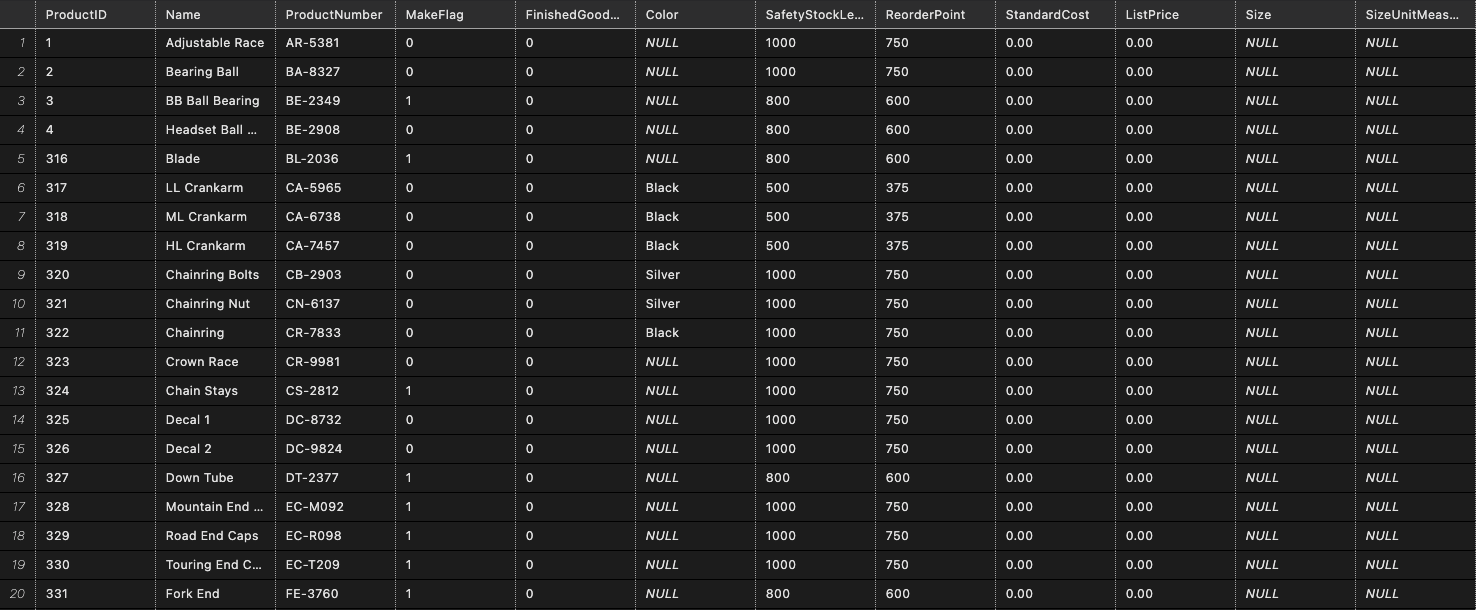 ProductID Name ProductNumber MakeFlag FinishedGood... Color SafetyStockLe... ReorderPoint StandardCost ListPrice Size SizeUnitMeas...
1 1 Adjustable Race AR-5381 0 0 NULL 1000 750 0.00 0.00 NULL NULL
2 2 Bearing Ball BA-8327 0 0 NULL 1000 750 0.00 0.00 NULL NULL
3 3 BB Ball Bearing BE-2349 1 0 NULL 800 600 0.00 0.00 NULL NULL
4 4 Headset Ball ... BE-2908 0 0 NULL 800 600 0.00 0.00 NULL NULL
5 316 Blade BL-2036 1 0 NULL 800 600 0.00 0.00 NULL NULL
6 317 LL Crankarm CA-5965 0 0 Black 500 375 0.00 0.00 NULL NULL
7 318 ML Crankarm CA-6738 0 0 Black 500 375 0.00 0.00 NULL NULL
8 319 HL Crankarm CA-7457 0 0 Black 500 375 0.00 0.00 NULL NULL
9 320 Chainring Bolts CB-2903 0 0 Silver 1000 750 0.00 0.00 NULL NULL
10 321 Chainring Nut CN-6137 0 0 Silver 1000 750 0.00 0.00 NULL NULL
11 322 Chainring CR-7833 0 0 Black 1000 750 0.00 0.00 NULL NULL
12 323 Crown Race CR-9981 0 0 NULL 1000 750 0.00 0.00 NULL NULL
13 324 Chain Stays CS-2812 1 0 NULL 1000 750 0.00 0.00 NULL NULL
14 325 Decal 1 DC-8732 0 0 NULL 1000 750 0.00 0.00 NULL NULL
15 326 Decal 2 DC-9824 0 0 NULL 1000 750 0.00 0.00 NULL NULL
16 327 Down Tube DT-2377 1 0 NULL 800 600 0.00 0.00 NULL NULL
17 328 Mountain End ... EC-M092 1 0 NULL 1000 750 0.00 0.00 NULL NULL
18 329 Road End Caps EC-R098 1 0 NULL 1000 750 0.00 0.00 NULL NULL
19 330 Touring End C... EC-T209 1 0 NULL 1000 750 0.00 0.00 NULL NULL
20 331 Fork End FE-3760 1 0 NULL 800 600 0.00 0.00 NULL NULL